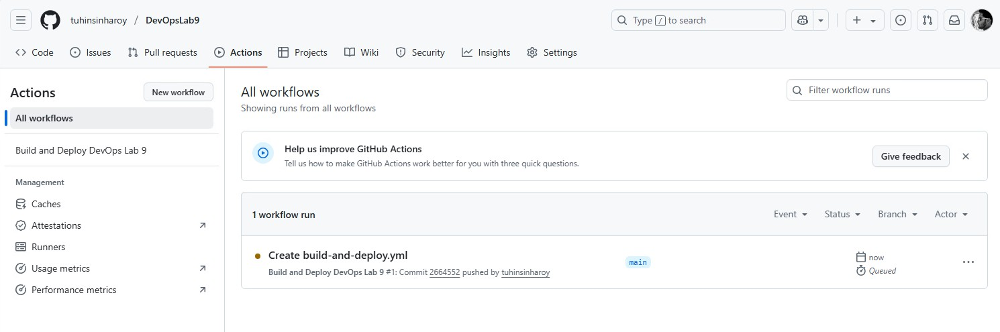 tuhinsinharoy / DevOpsLab9
Type / to search
Code
Issues
Pull requests
Actions
Projects
Wiki
Security
Insights
Settings
Actions
New workflow
All workflows
Build and Deploy DevOps Lab 9
Management
Caches
Attestations
Runners
Usage metrics
Performance metrics
All workflows
Showing runs from all workflows
Filter workflow runs
Help us improve GitHub Actions
Tell us how to make GitHub Actions work better for you with three quick questions.
Give feedback
1 workflow run
Event
Status
Branch
Actor
Create build-and-deploy.yml
Build and Deploy DevOps Lab 9 #1: Commit 2664552 pushed by tuhinsinharoy
main
now
Queued